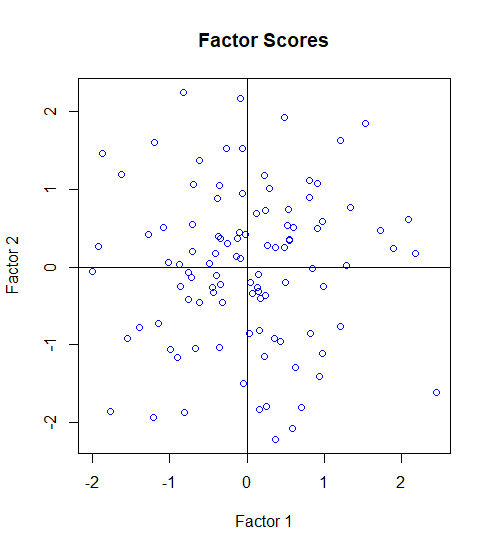 Factor Scores
2
1
0
-1
-2
Factor 2
-2 -1 0 1 2
Factor 1